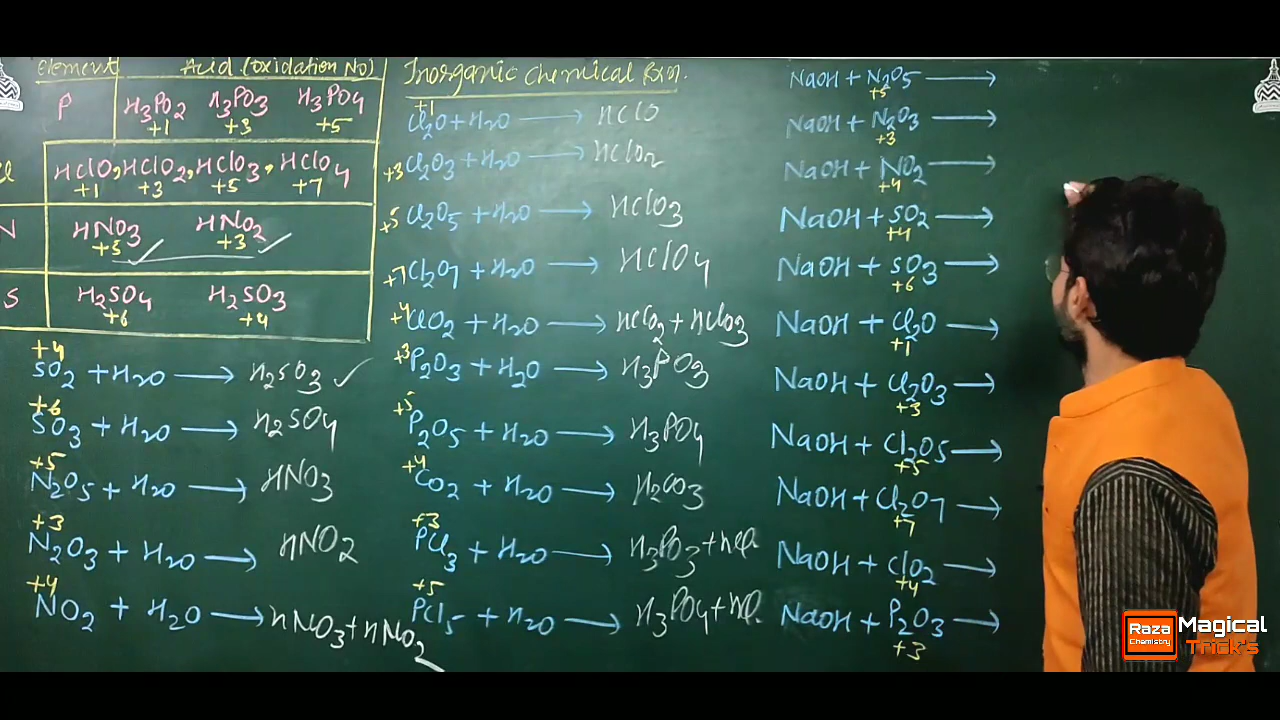 Element Acid (Oxidation No)
P H₃PO₂ H₃PO₃ H₃PO₄
+1 +3 +5
Cl HClO, HClO₂, HClO₃, HClO₄
+1 +3 +5 +7
N HNO₃ HNO₂
+5 +3
S H₂SO₄ H₂SO₃
+6 +4
+4
SO₂ + H₂O ⟶ H₂SO₃ ✓
+6
SO₃ + H₂O ⟶ H₂SO₄
+5
N₂O₅ + H₂O ⟶ HNO₃
+3
N₂O₃ + H₂O ⟶ HNO₂
+4
NO₂ + H₂O ⟶ HNO₃ + HNO₂
Inorganic Chemical Rxn.
+1
Cl₂O + H₂O ⟶ HClO
+3 Cl₂O₃ + H₂O ⟶ HClO₂
+5 Cl₂O₅ + H₂O ⟶ HClO₃
+7 Cl₂O₇ + H₂O ⟶ HClO₄
+4 ClO₂ + H₂O ⟶ HClO₂ + HClO₃
+3 P₂O₃ + H₂O ⟶ H₃PO₃
+5 P₂O₅ + H₂O ⟶ H₃PO₄
+4
CO₂ + H₂O ⟶ H₂CO₃
+3
PCl₃ + H₂O ⟶ H₃PO₃ + HCl
+5
PCl₅ + H₂O ⟶ H₃PO₄ + HCl
NaOH + N₂O₅ ⟶
+5
NaOH + N₂O₃ ⟶
+3
NaOH + NO₂ ⟶
+4
NaOH + SO₂ ⟶
+4
NaOH + SO₃ ⟶
+6
NaOH + Cl₂O ⟶
+1
NaOH + Cl₂O₃ ⟶
+3
NaOH + Cl₂O₅ ⟶
+5
NaOH + Cl₂O₇ ⟶
+7
NaOH + ClO₂ ⟶
+4
NaOH + P₂O₃ ⟶
+3
Raza
Chemistry
Magical
Trick's